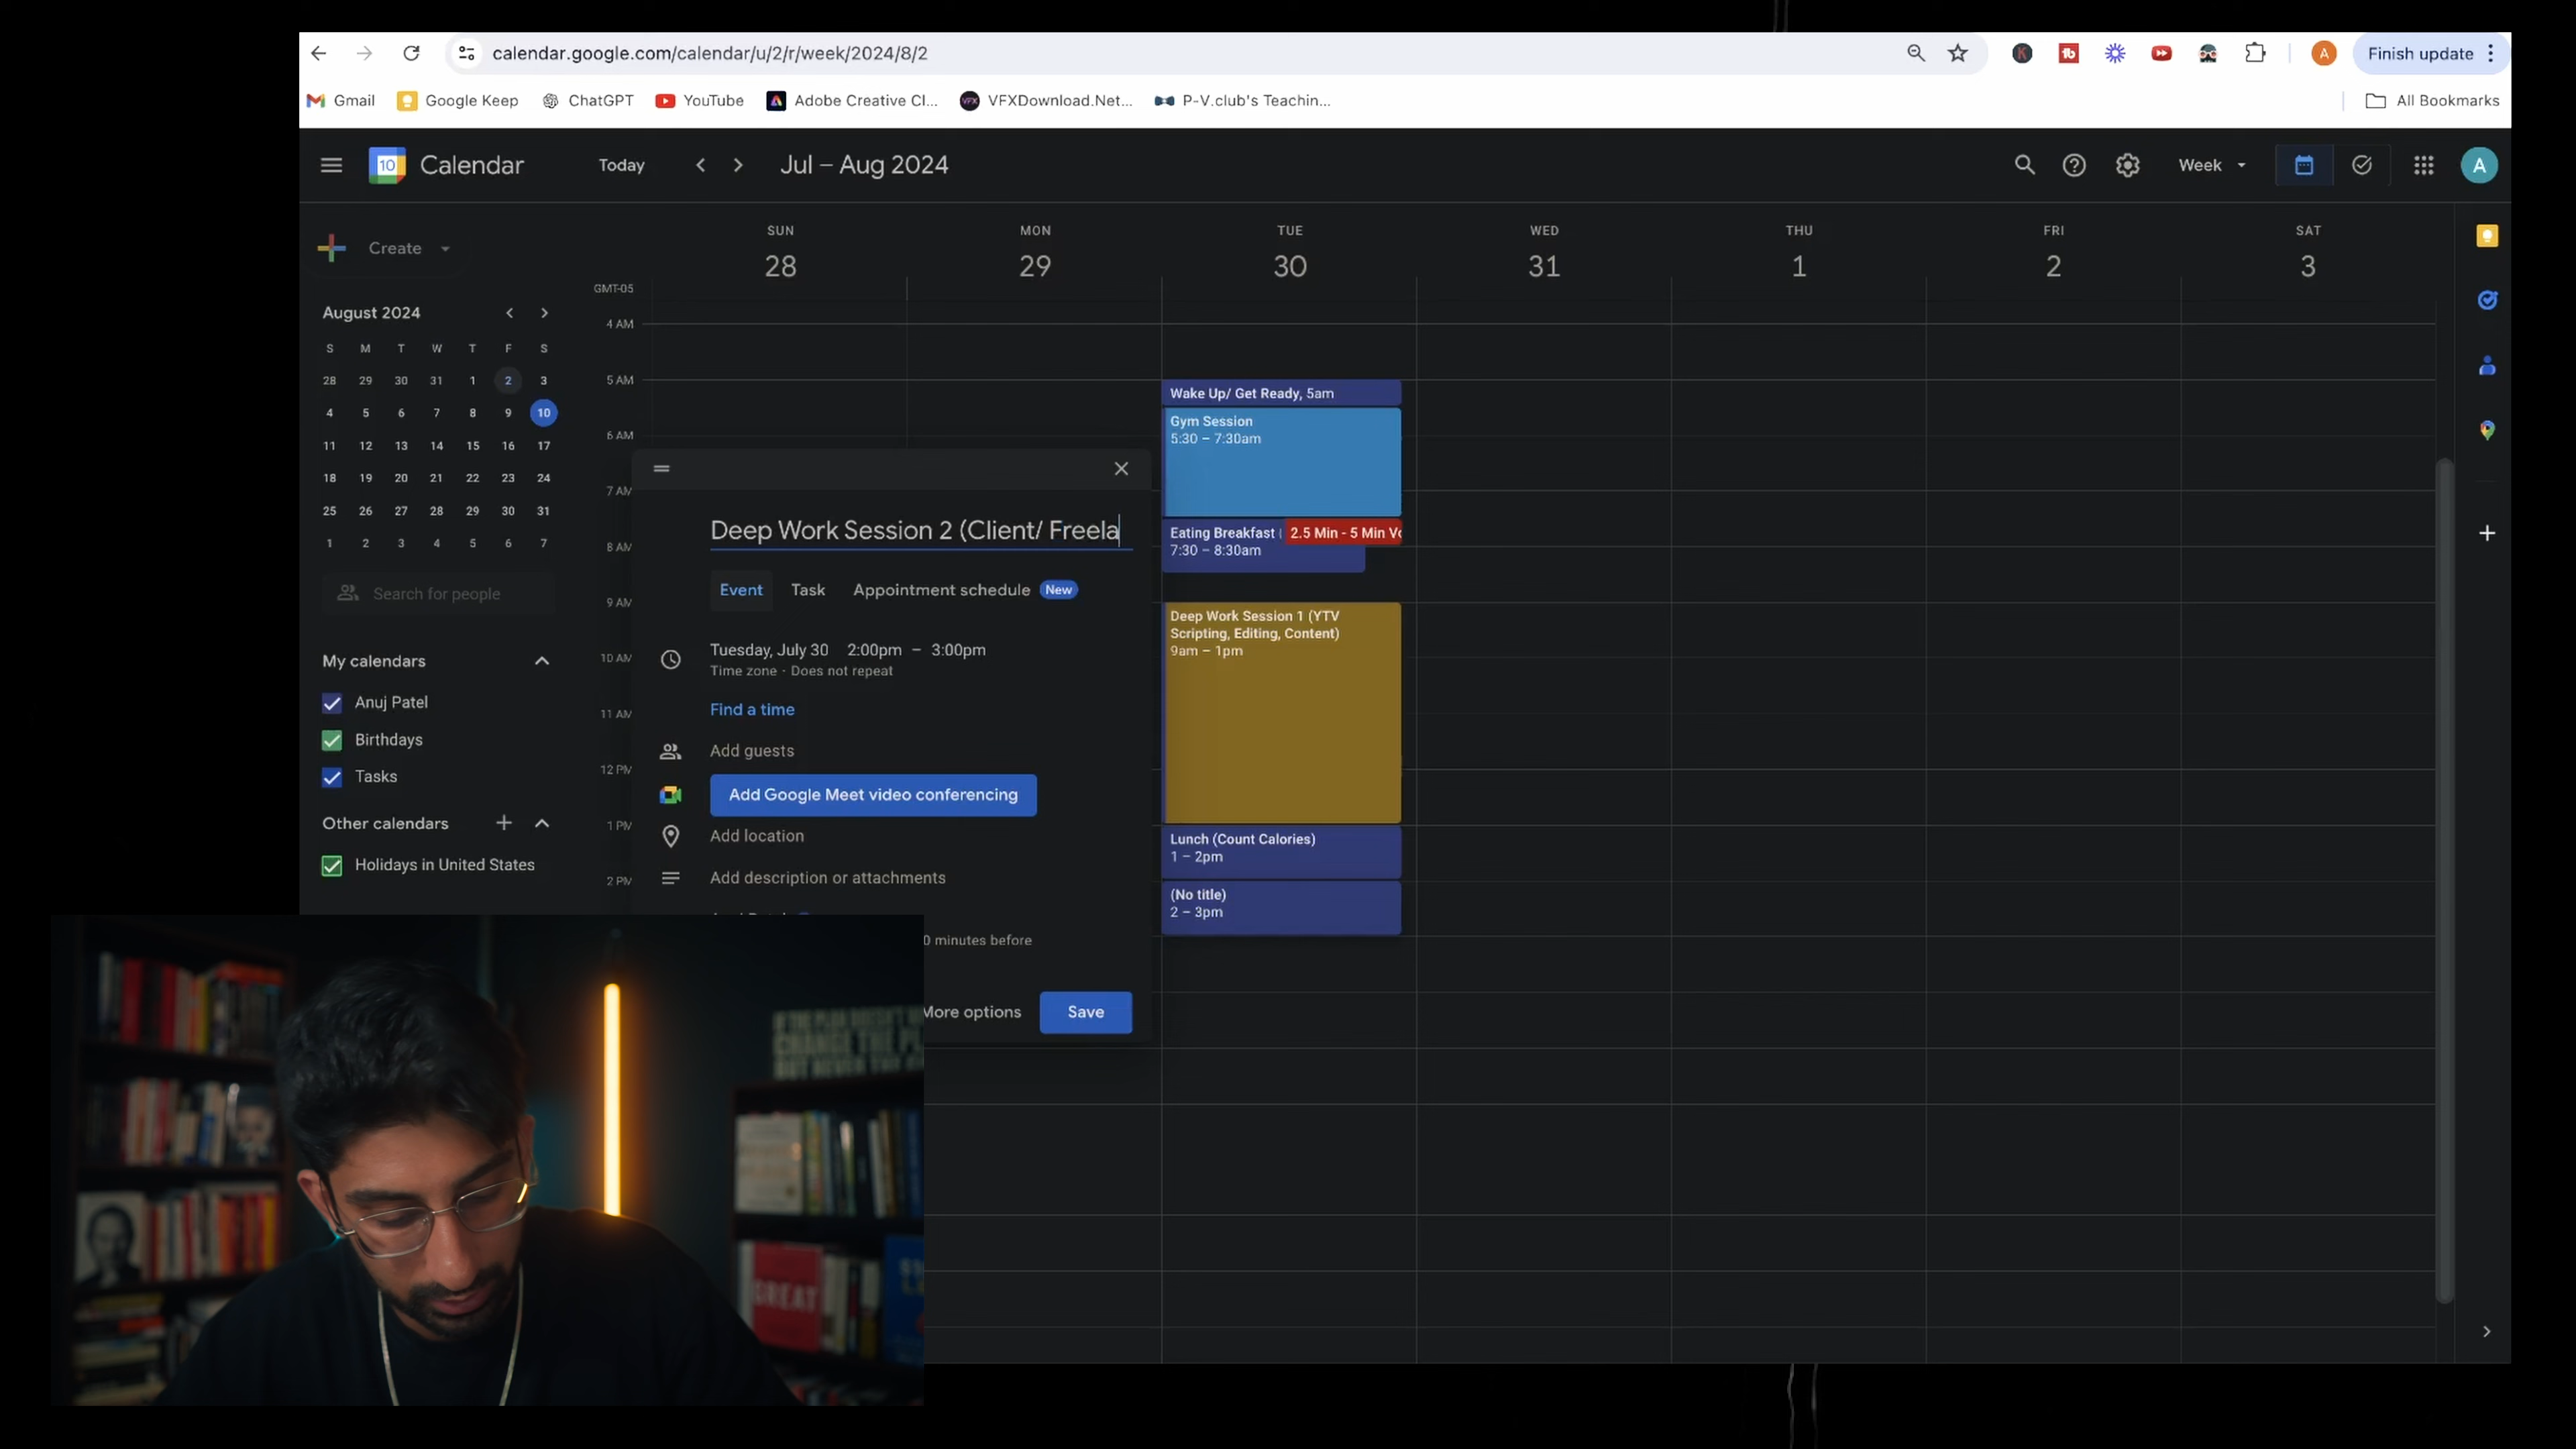 calendar.google.com/calendar/u/2/r/week/2024/8/2
A
Finish update
Gmail
Google Keep
ChatGPT
YouTube
Adobe Creative Cl...
VFXDownload.Net...
P-V.club's Teachin...
All Bookmarks
10
Calendar
Today
Jul – Aug 2024
Week
A
Create
SUN
MON
TUE
WED
THU
FRI
SAT
28
29
30
31
1
2
3
GMT-05
August 2024
S M T W T F S
28 29 30 31 1 2 3
4 5 6 7 8 9 10
11 12 13 14 15 16 17
18 19 20 21 22 23 24
25 26 27 28 29 30 31
1 2 3 4 5 6 7
Search for people
My calendars
Anuj Patel
Birthdays
Tasks
Other calendars
Holidays in United States
4 AM
5 AM
6 AM
7 AM
8 AM
9 AM
10 AM
11 AM
12 PM
1 PM
2 PM
Deep Work Session 2 (Client/ Freela
Event
Task
Appointment schedule
New
Tuesday, July 30 2:00pm – 3:00pm
Time zone · Does not repeat
Find a time
Add guests
Add Google Meet video conferencing
Add location
Add description or attachments
0 minutes before
More options
Save
Wake Up/ Get Ready, 5am
Gym Session
5:30 – 7:30am
Eating Breakfast
7:30 – 8:30am
2.5 Min - 5 Min Vo
Deep Work Session 1 (YTV
Scripting, Editing, Content)
9am – 1pm
Lunch (Count Calories)
1 – 2pm
(No title)
2 – 3pm
CHANGE THE PL
GREAT